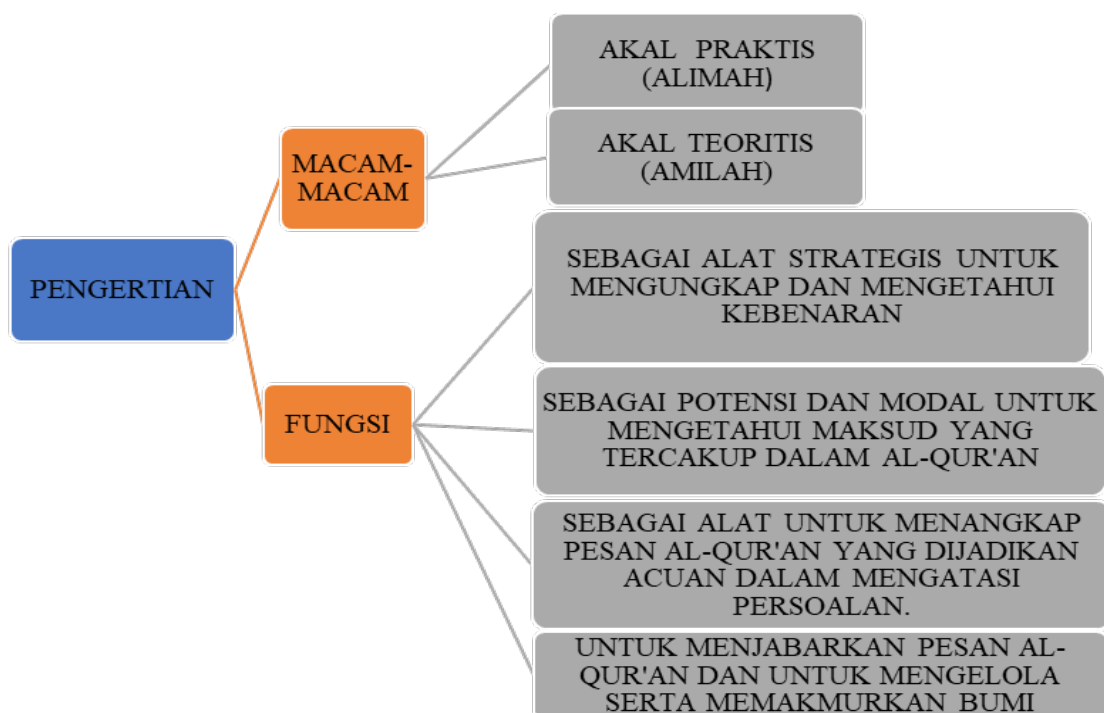 PENGERTIAN
MACAM-
MACAM
AKAL PRAKTIS
(ALIMAH)
AKAL TEORITIS
(AMILAH)
FUNGSI
SEBAGAI ALAT STRATEGIS UNTUK
MENGUNGKAP DAN MENGETAHUI
KEBENARAN
SEBAGAI POTENSI DAN MODAL UNTUK
MENGETAHUI MAKSUD YANG
TERCAKUP DALAM AL-QUR'AN
SEBAGAI ALAT UNTUK MENANGKAP
PESAN AL-QUR'AN YANG DIJADIKAN
ACUAN DALAM MENGATASI
PERSOALAN.
UNTUK MENJABARKAN PESAN AL-
QUR'AN DAN UNTUK MENGELOLA
SERTA MEMAKMURKAN BUMI